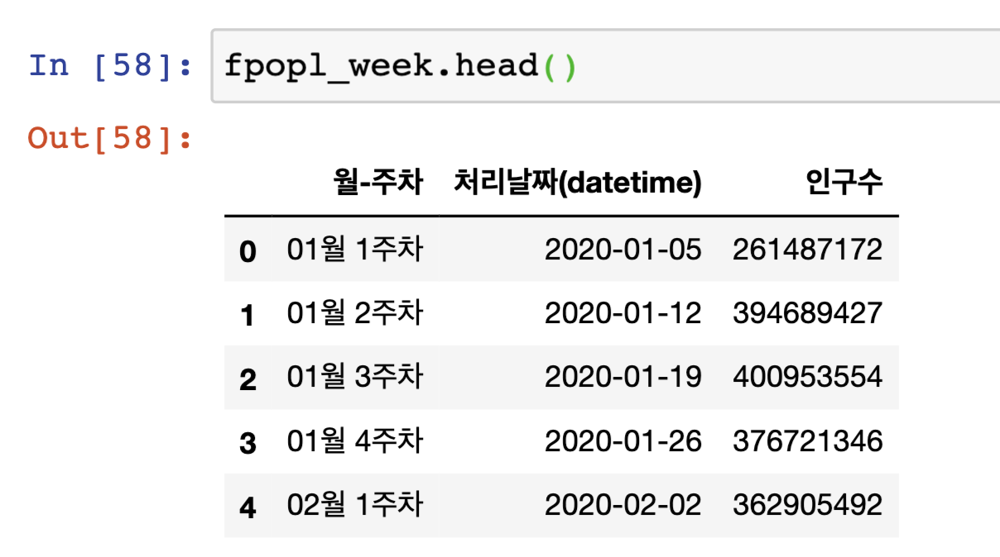 In [58]: fpopl_week.head()
Out[58]:
월-주차 처리날짜(datetime) 인구수
0 01월 1주차 2020-01-05 261487172
1 01월 2주차 2020-01-12 394689427
2 01월 3주차 2020-01-19 400953554
3 01월 4주차 2020-01-26 376721346
4 02월 1주차 2020-02-02 362905492